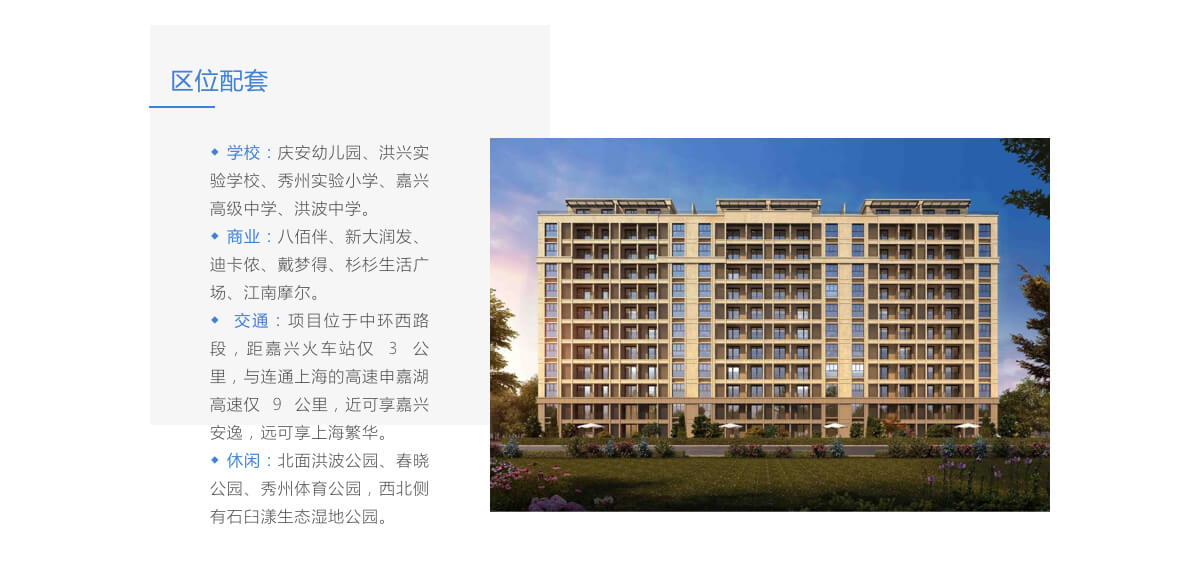 区位配套
◆ 学校：庆安幼儿园、洪兴实
验学校、秀州实验小学、嘉兴
高级中学、洪波中学。
◆ 商业：八佰伴、新大润发、
迪卡侬、戴梦得、杉杉生活广
场、江南摩尔。
◆ 交通：项目位于中环西路
段，距嘉兴火车站仅 3 公
里，与连通上海的高速申嘉湖
高速仅 9 公里，近可享嘉兴
安逸，远可享上海繁华。
◆ 休闲：北面洪波公园、春晓
公园、秀州体育公园，西北侧
有石臼漾生态湿地公园。